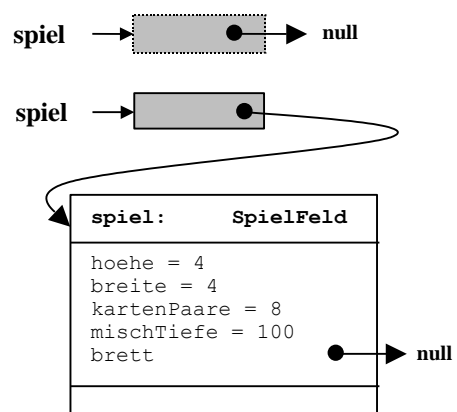 spiel null
spiel
spiel: SpielFeld
hoehe = 4
breite = 4
kartenPaare = 8
mischTiefe = 100
brett null